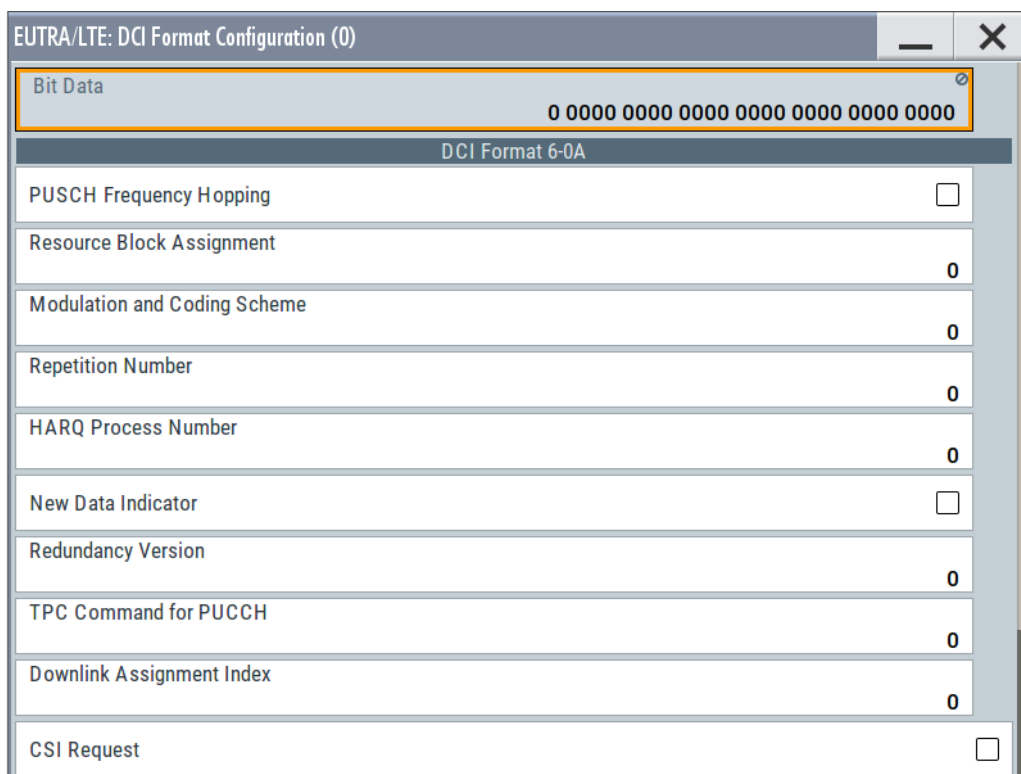 EUTRA/LTE: DCI Format Configuration (0)
Bit Data
0 0000 0000 0000 0000 0000 0000 0000
DCI Format 6-0A
PUSCH Frequency Hopping
Resource Block Assignment
0
Modulation and Coding Scheme
0
Repetition Number
0
HARQ Process Number
0
New Data Indicator
Redundancy Version
0
TPC Command for PUCCH
0
Downlink Assignment Index
0
CSI Request